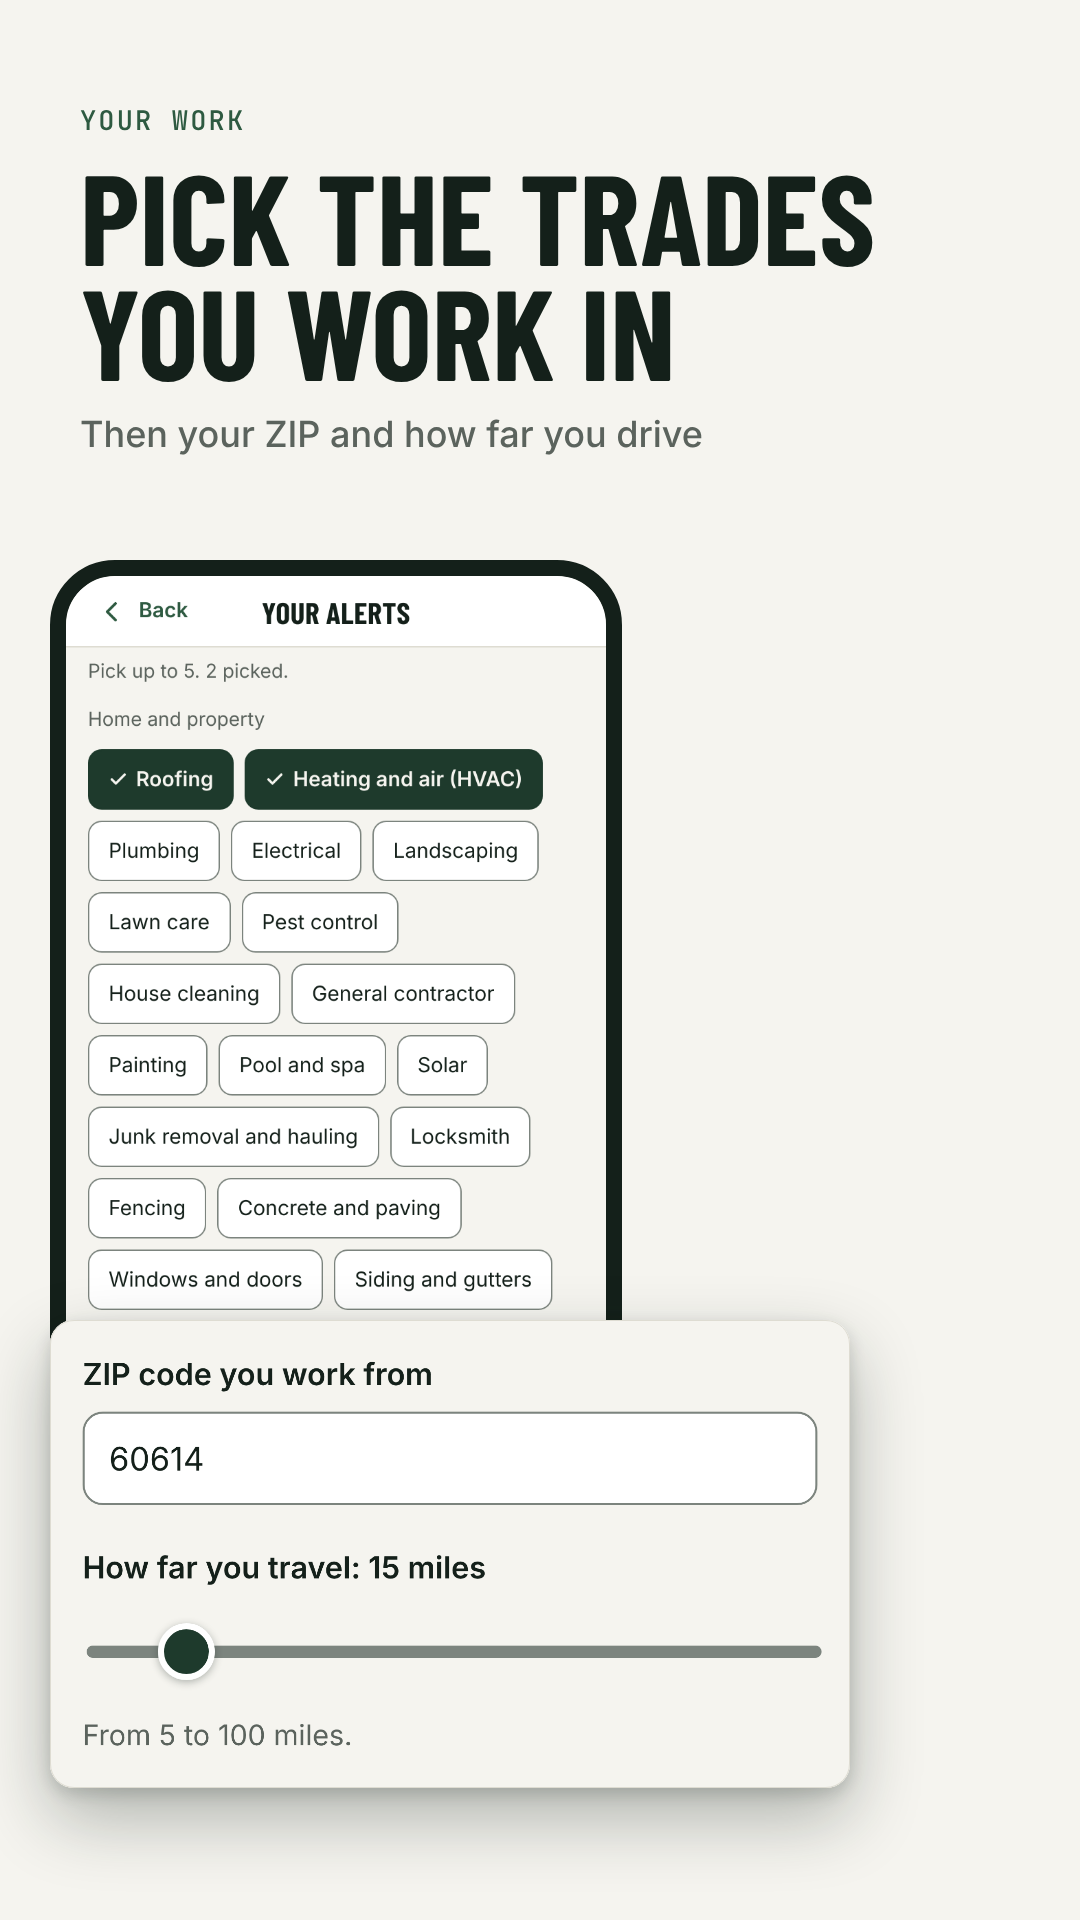 YOUR WORK
PICK THE TRADES
YOU WORK IN
Then your ZIP and how far you drive
Back
YOUR ALERTS
Pick up to 5. 2 picked.
Home and property
Roofing
Heating and air (HVAC)
Plumbing
Electrical
Landscaping
Lawn care
Pest control
House cleaning
General contractor
Painting
Pool and spa
Solar
Junk removal and hauling
Locksmith
Fencing
Concrete and paving
Windows and doors
Siding and gutters
ZIP code you work from
60614
How far you travel: 15 miles
From 5 to 100 miles.